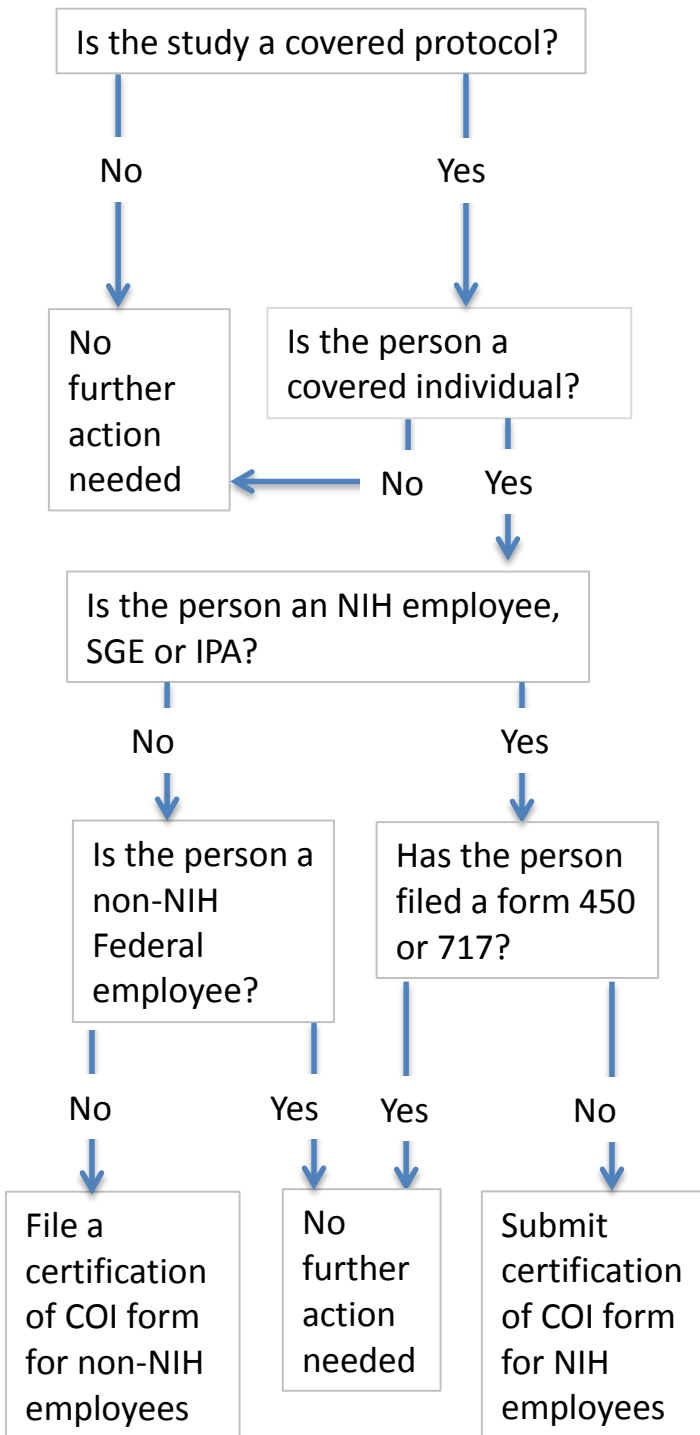 Is the study a covered protocol?
No
Yes
No
further
action
needed
Is the person a
covered individual?
No
Yes
Is the person an NIH employee,
SGE or IPA?
No
Yes
Is the person a
non-NIH
Federal
employee?
Has the person
filed a form 450
or 717?
No
Yes
Yes
No
File a
certification
of COI form
for non-NIH
employees
No
further
action
needed
Submit
certification
of COI form
for NIH
employees